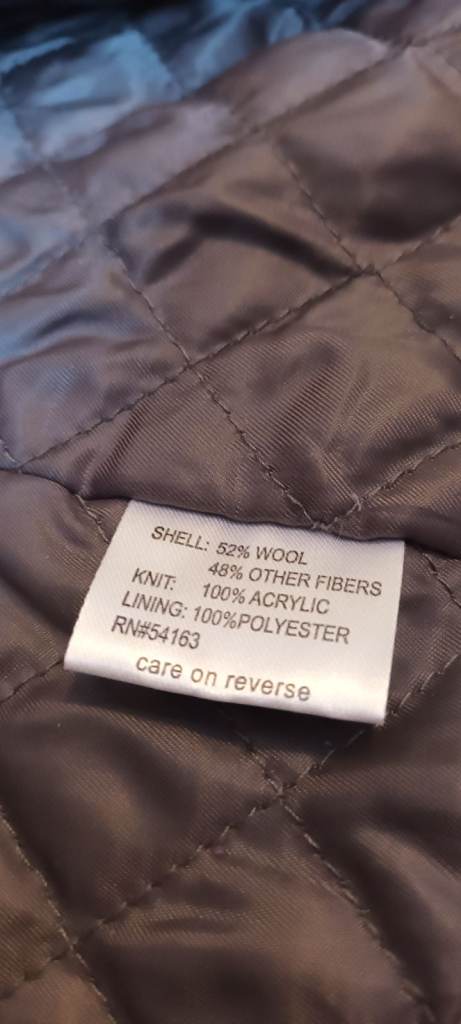 SHELL: 52% WOOL
48% OTHER FIBERS
KNIT: 100% ACRYLIC
LINING: 100%POLYESTER
RN#54163
care on reverse